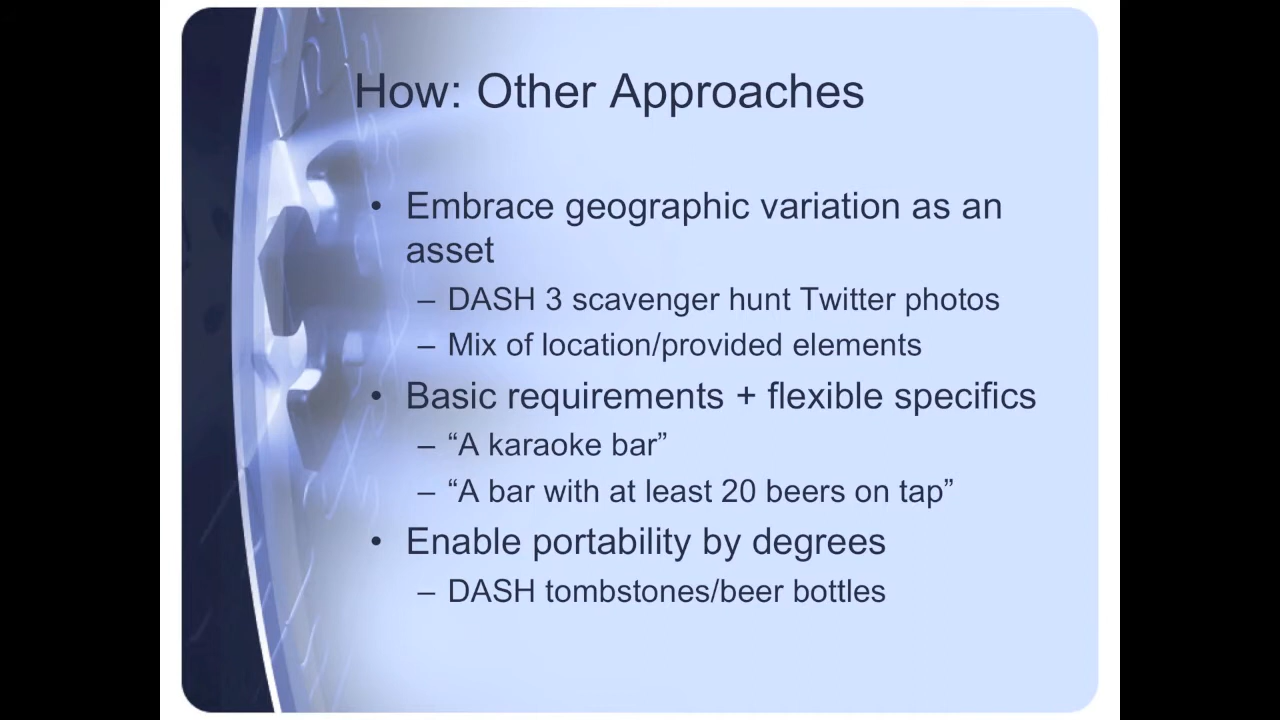 How: Other Approaches
• Embrace geographic variation as an
asset
– DASH 3 scavenger hunt Twitter photos
– Mix of location/provided elements
• Basic requirements + flexible specifics
– “A karaoke bar”
– “A bar with at least 20 beers on tap”
• Enable portability by degrees
– DASH tombstones/beer bottles